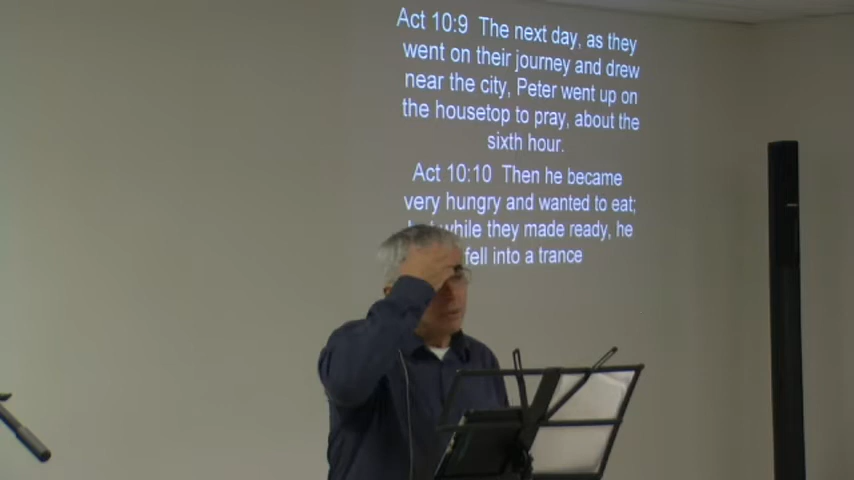 Act 10:9 The next day, as they
went on their journey and drew
near the city, Peter went up on
the housetop to pray, about the
sixth hour.
Act 10:10 Then he became
very hungry and wanted to eat;
while they made ready, he
fell into a trance